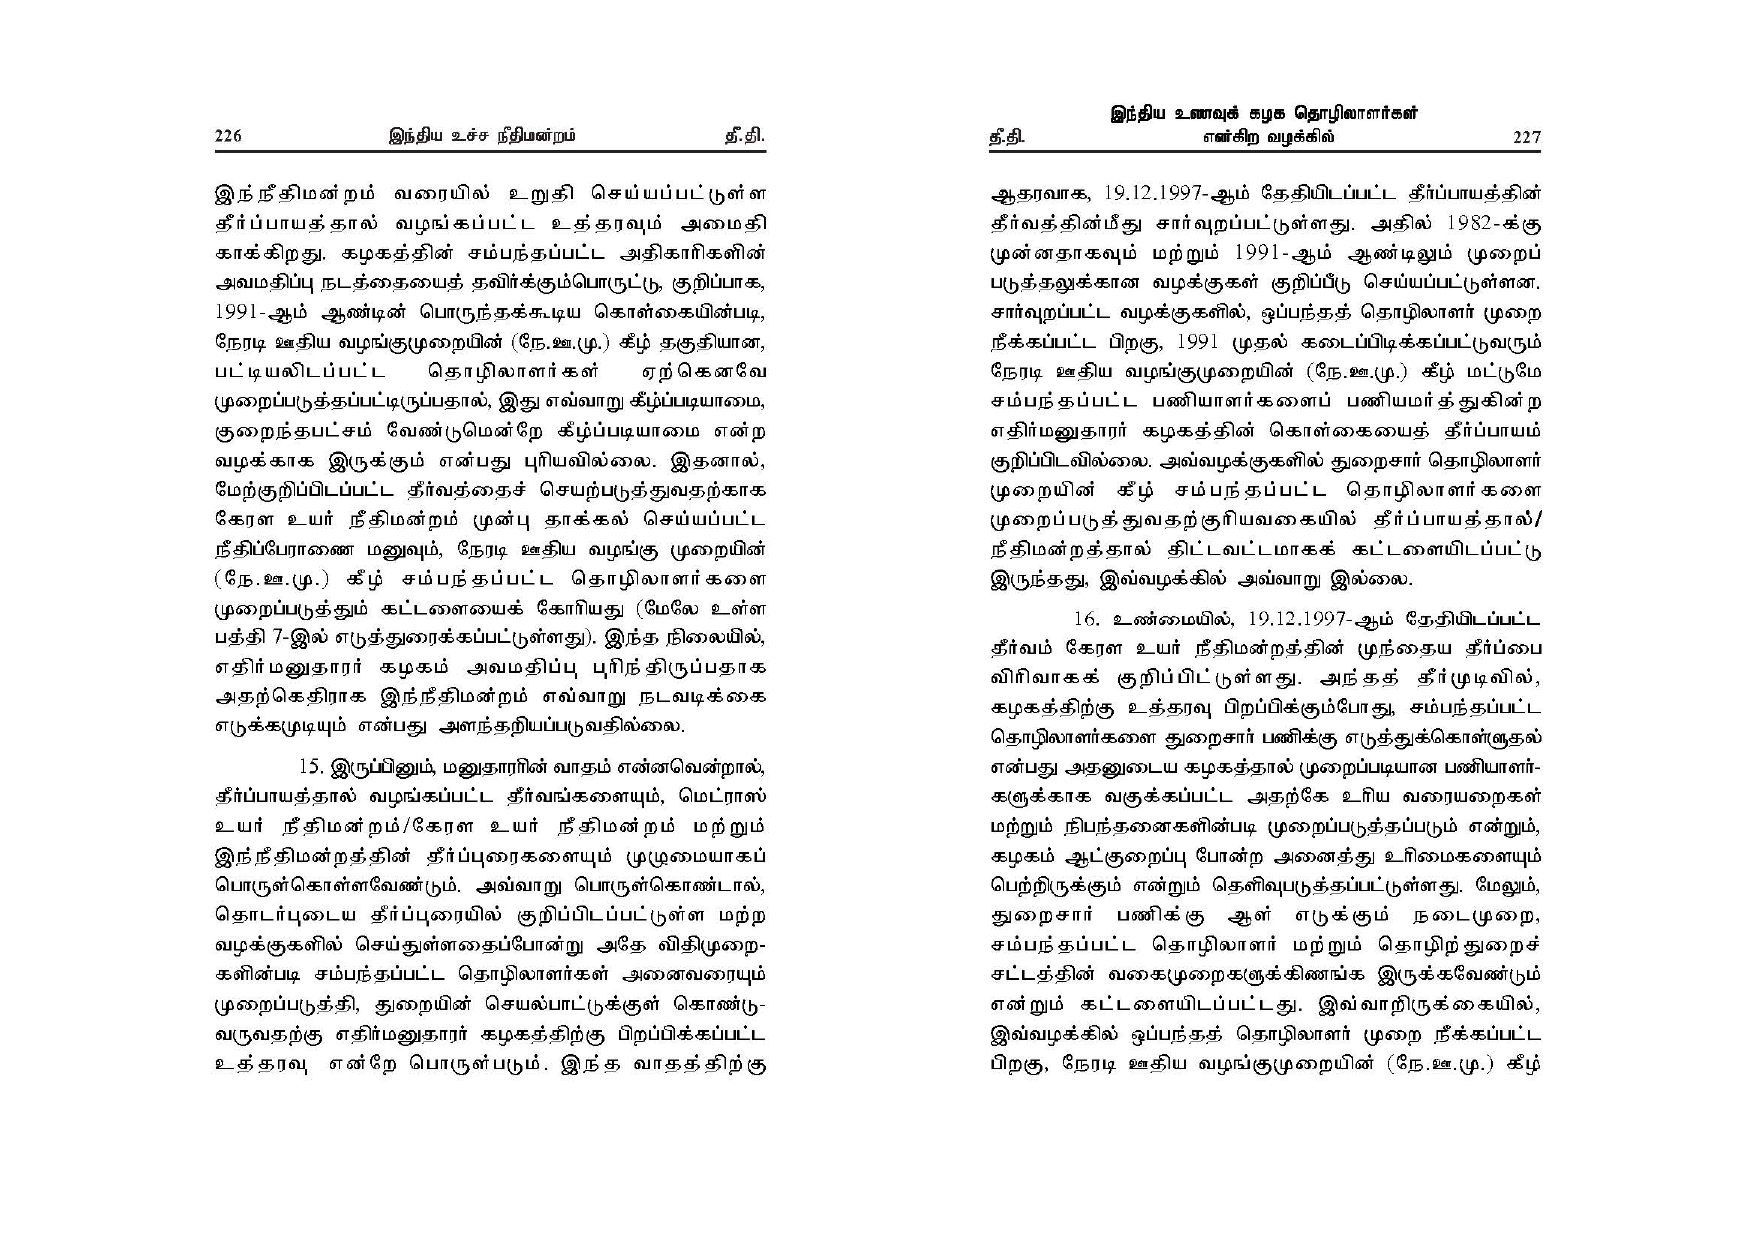 226 இந்திய உச்ச நீதிமன்றம் தீ.தி.
இந்நீதிமன்றம் வரையில் உறுதி செய்யப்பட்டுள்ள
தீர்ப்பாயத்தால் வழங்கப்பட்ட உத்தரவும் அமைதி
காக்கிறது. கழகத்தின் சம்பந்தப்பட்ட அதிகாரிகளின்
அவமதிப்பு நடத்தையைத் தவிர்க்கும்பொருட்டு, குறிப்பாக,
1991-ஆம் ஆண்டின் பொருந்தக்கூடிய கொள்கையின்படி,
நேரடி ஊதிய வழங்குமுறையின் (நே.ஊ.மு.) கீழ் தகுதியான,
பட்டியலிடப்பட்ட தொழிலாளர்கள் ஏற்கெனவே
முறைப்படுத்தப்பட்டிருப்பதால், இது எவ்வாறு கீழ்ப்படியாமை,
குறைந்தபட்சம் வேண்டுமென்றே கீழ்ப்படியாமை என்ற
வழக்காக இருக்கும் என்பது புரியவில்லை. இதனால்,
மேற்குறிப்பிடப்பட்ட தீர்வத்தைச் செயற்படுத்துவதற்காக
கேரள உயர் நீதிமன்றம் முன்பு தாக்கல் செய்யப்பட்ட
நீதிப்பேராணை மனுவும், நேரடி ஊதிய வழங்கு முறையின்
(நே.ஊ.மு.) கீழ் சம்பந்தப்பட்ட தொழிலாளர்களை
முறைப்படுத்தும் கட்டளையைக் கோரியது (மேலே உள்ள
பத்தி 7-இல் எடுத்துரைக்கப்பட்டுள்ளது). இந்த நிலையில்,
எதிர்மனுதாரர் கழகம் அவமதிப்பு புரிந்திருப்பதாக
அதற்கெதிராக இந்நீதிமன்றம் எவ்வாறு நடவடிக்கை
எடுக்கமுடியும் என்பது அளந்தறியப்படுவதில்லை.
15. இருப்பினும், மனுதாரரின் வாதம் என்னவென்றால்,
தீர்ப்பாயத்தால் வழங்கப்பட்ட தீர்வங்களையும், மெட்ராஸ்
உயர் நீதிமன்றம்/கேரள உயர் நீதிமன்றம் மற்றும்
இந்நீதிமன்றத்தின் தீர்ப்புரைகளையும் முழுமையாகப்
பொருள்கொள்ளவேண்டும். அவ்வாறு பொருள்கொண்டால்,
தொடர்புடைய தீர்ப்புரையில் குறிப்பிடப்பட்டுள்ள மற்ற
வழக்குகளில் செய்துள்ளதைப்போன்று அதே விதிமுறை-
களின்படி சம்பந்தப்பட்ட தொழிலாளர்கள் அனைவரையும்
முறைப்படுத்தி, துறையின் செயல்பாட்டுக்குள் கொண்டு-
வருவதற்கு எதிர்மனுதாரர் கழகத்திற்கு பிறப்பிக்கப்பட்ட
உத்தரவு என்றே பொருள்படும். இந்த வாதத்திற்கு
இந்திய உணவுக் கழக தொழிலாளர்கள்
தீ.தி. என்கிற வழக்கில் 227
ஆதரவாக, 19.12.1997-ஆம் தேதியிடப்பட்ட தீர்ப்பாயத்தின்
தீர்வத்தின்மீது சார்வுறப்பட்டுள்ளது. அதில் 1982-க்கு
முன்னதாகவும் மற்றும் 1991-ஆம் ஆண்டிலும் முறைப்
படுத்தலுக்கான வழக்குகள் குறிப்பீடு செய்யப்பட்டுள்ளன.
சார்வுறப்பட்ட வழக்குகளில், ஒப்பந்தத் தொழிலாளர் முறை
நீக்கப்பட்ட பிறகு, 1991 முதல் கடைப்பிடிக்கப்பட்டுவரும்
நேரடி ஊதிய வழங்குமுறையின் (நே.ஊ.மு.) கீழ் மட்டுமே
சம்பந்தப்பட்ட பணியாளர்களைப் பணியமர்த்துகின்ற
எதிர்மனுதாரர் கழகத்தின் கொள்கையைத் தீர்ப்பாயம்
குறிப்பிடவில்லை. அவ்வழக்குகளில் துறைசார் தொழிலாளர்
முறையின் கீழ் சம்பந்தப்பட்ட தொழிலாளர்களை
முறைப்படுத்துவதற்குரியவகையில் தீர்ப்பாயத்தால்/
நீதிமன்றத்தால் திட்டவட்டமாகக் கட்டளையிடப்பட்டு
இருந்தது, இவ்வழக்கில் அவ்வாறு இல்லை.
16. உண்மையில், 19.12.1997-ஆம் தேதியிடப்பட்ட
தீர்வம் கேரள உயர் நீதிமன்றத்தின் முந்தைய தீர்ப்பை
விரிவாகக் குறிப்பிட்டுள்ளது. அந்தத் தீர்முடிவில்,
கழகத்திற்கு உத்தரவு பிறப்பிக்கும்போது, சம்பந்தப்பட்ட
தொழிலாளர்களை துறைசார் பணிக்கு எடுத்துக்கொள்ளுதல்
என்பது அதனுடைய கழகத்தால் முறைப்படியான பணியாளர்-
களுக்காக வகுக்கப்பட்ட அதற்கே உரிய வரையறைகள்
மற்றும் நிபந்தனைகளின்படி முறைப்படுத்தப்படும் என்றும்,
கழகம் ஆட்குறைப்பு போன்ற அனைத்து உரிமைகளையும்
பெற்றிருக்கும் என்றும் தெளிவுபடுத்தப்பட்டுள்ளது. மேலும்,
துறைசார் பணிக்கு ஆள் எடுக்கும் நடைமுறை,
சம்பந்தப்பட்ட தொழிலாளர் மற்றும் தொழிற்துறைச்
சட்டத்தின் வகைமுறைகளுக்கிணங்க இருக்கவேண்டும்
என்றும் கட்டளையிடப்பட்டது. இவ்வாறிருக்கையில்,
இவ்வழக்கில் ஒப்பந்தத் தொழிலாளர் முறை நீக்கப்பட்ட
பிறகு, நேரடி ஊதிய வழங்குமுறையின் (நே.ஊ.மு.) கீழ்